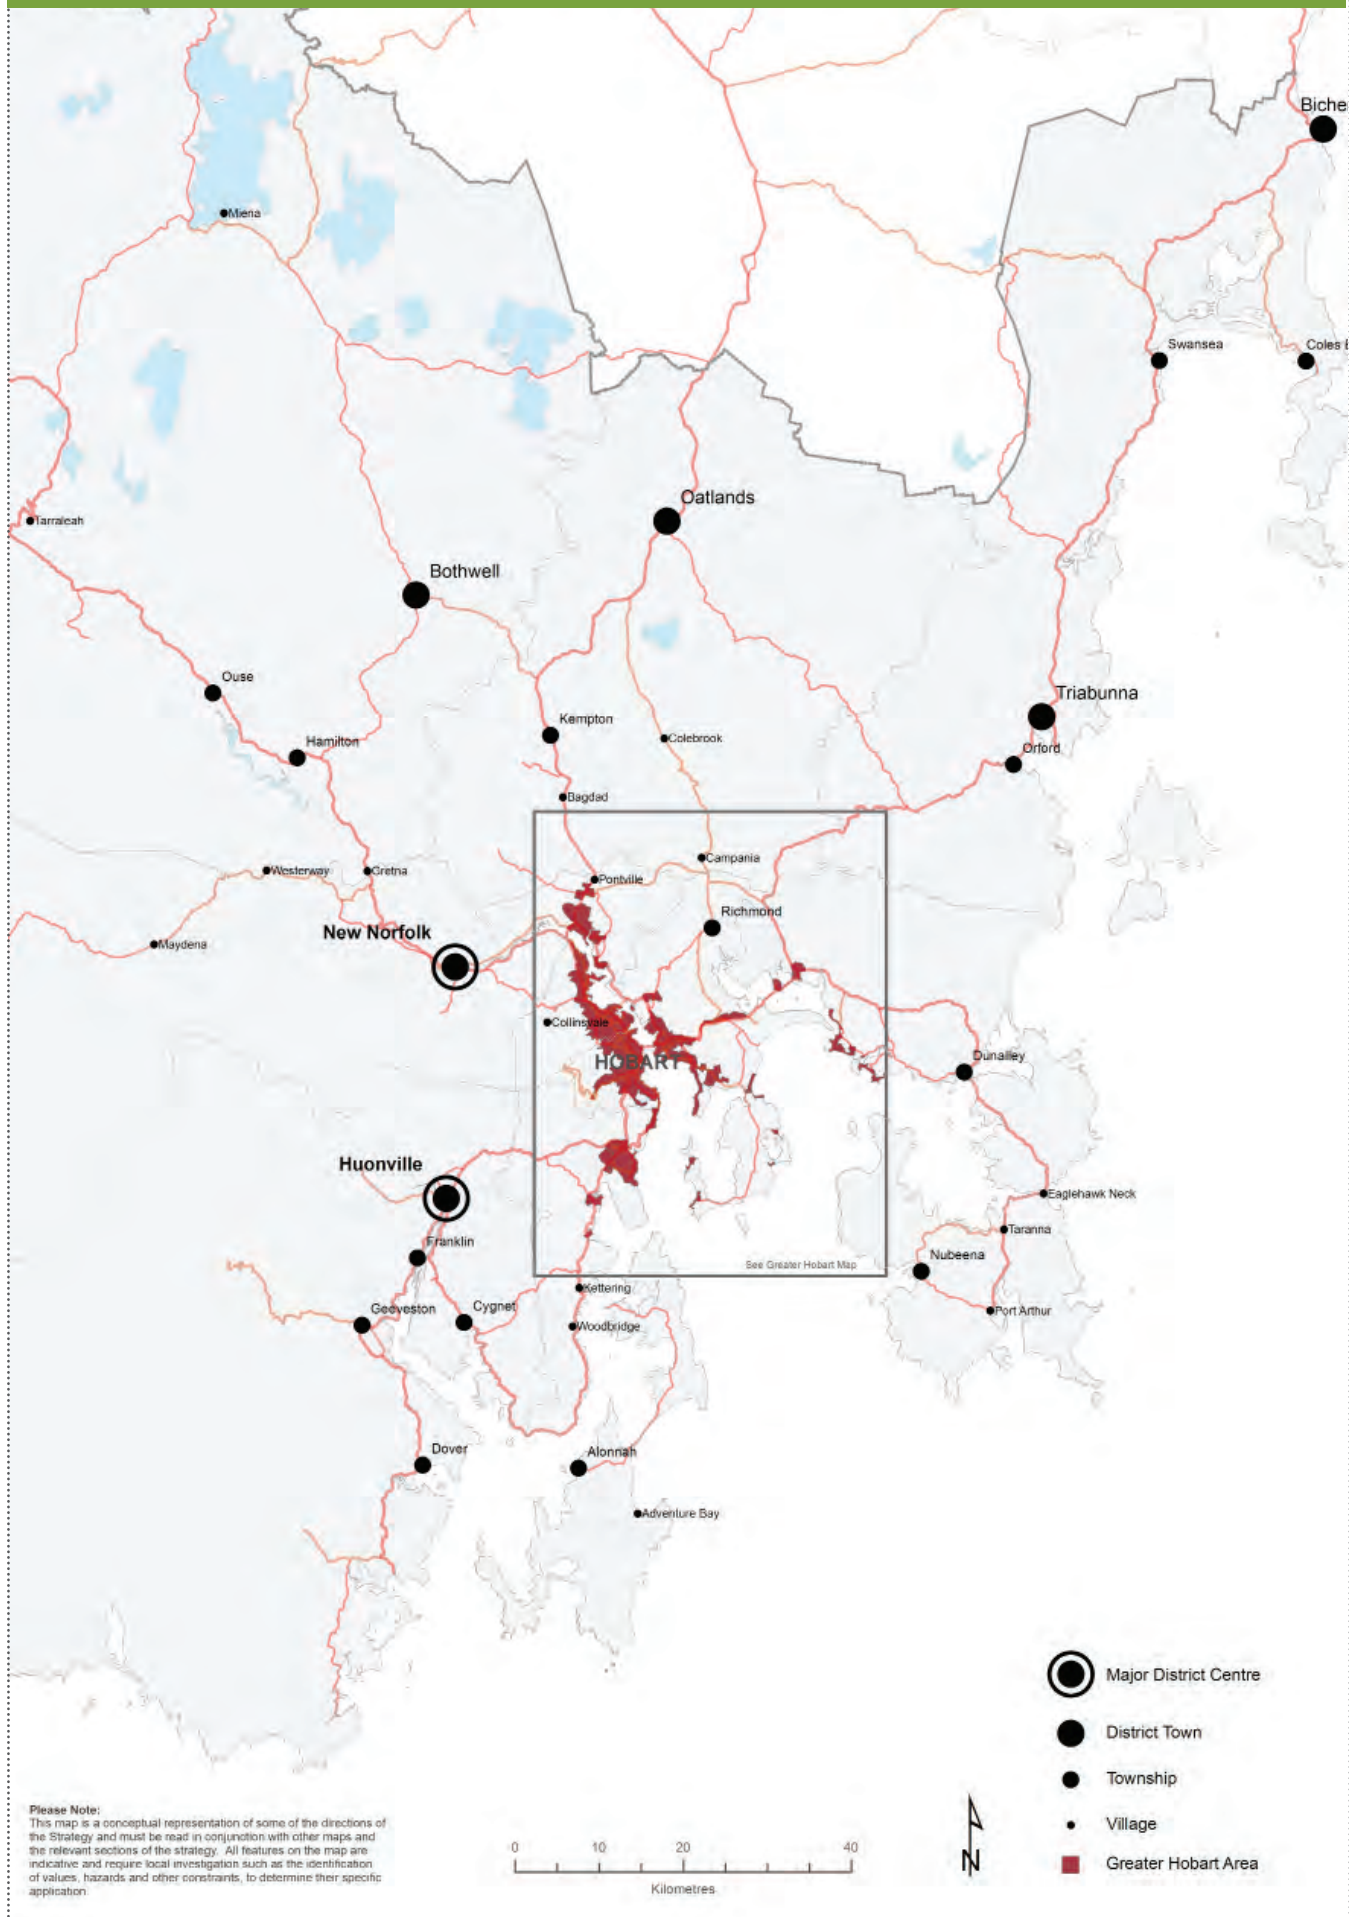 Biche
Miena
Swansea
Coles B
Oatlands
Tarraleah
Bothwell
Ouse
Triabunna
Kempton
Colebrook
Hamilton
Orford
Bagdad
Campania
Westerway
Gretna
Pontville
Richmond
New Norfolk
Maydena
Collinsvale
HOBART
Dunalley
Huonville
Eaglehawk Neck
Taranna
Franklin
Nubeena
See Greater Hobart Map
Kettering
Geeveston
Cygnet
Port Arthur
Woodbridge
Dover
Alonnah
Adventure Bay
Major District Centre
District Town
Township
Village
Greater Hobart Area
Please Note:
This map is a conceptual representation of some of the directions of
the Strategy and must be read in conjunction with other maps and
the relevant sections of the strategy. All features on the map are
indicative and require local investigation such as the identification
of values, hazards and other constraints, to determine their specific
application
0 10 20 40
Kilometres
N